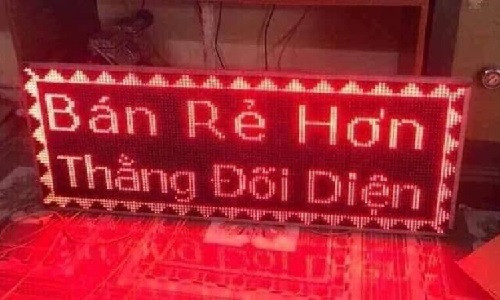 Bán Rẻ Hơn
Thằng Đối Diện